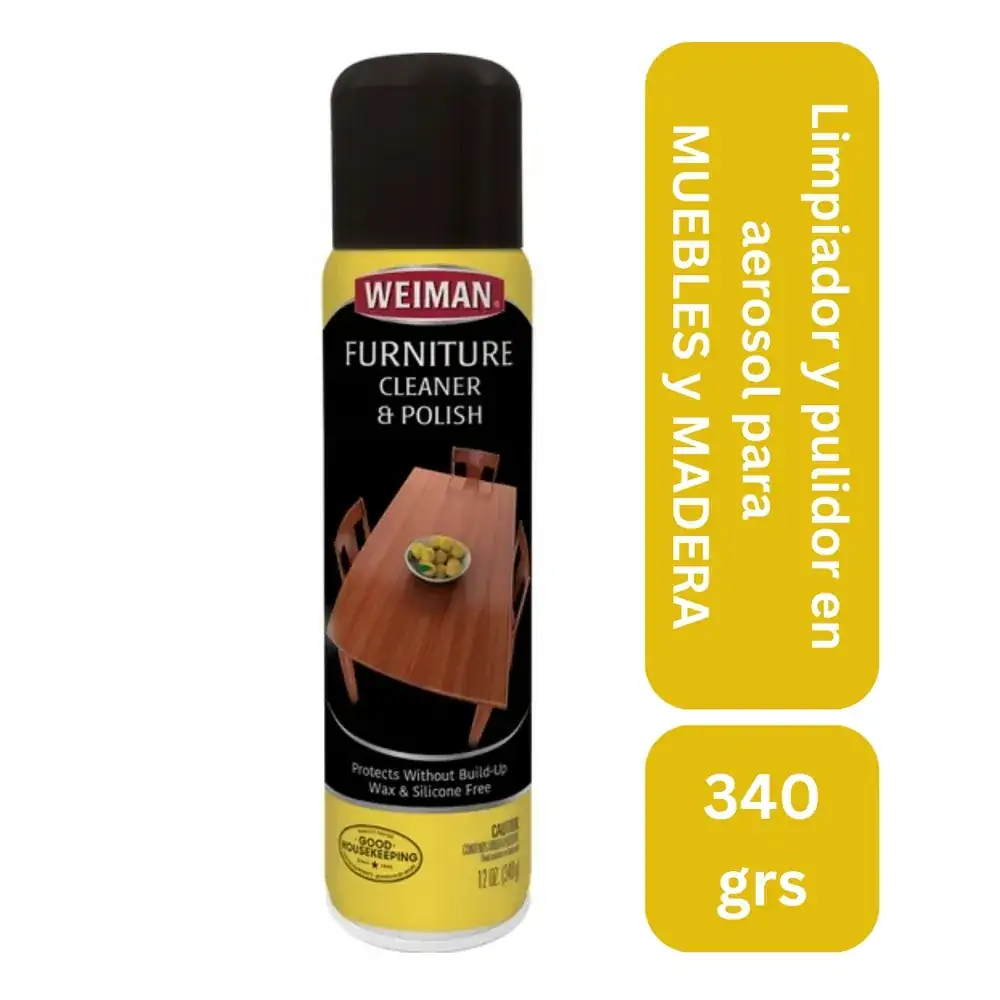 WEIMAN
FURNITURE
CLEANER
& POLISH
Protects Without Build-Up
Wax & Silicone Free
GOOD
HOUSEKEEPING
CAUTION:
12 OZ. (340g)
Limpiador y pulidor en
aerosol para
MUEBLES y MADERA
340
grs